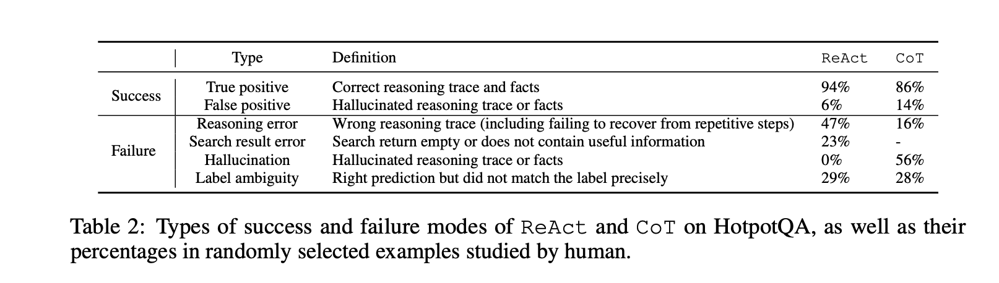 Type Definition ReAct CoT
True positive Correct reasoning trace and facts 94% 86%
Success
False positive Hallucinated reasoning trace or facts 6% 14%
Reasoning error Wrong reasoning trace (including failing to recover from repetitive steps) 47% 16%
Search result error Search return empty or does not contain useful information 23% -
Failure
Hallucination Hallucinated reasoning trace or facts 0% 56%
Label ambiguity Right prediction but did not match the label precisely 29% 28%
Table 2: Types of success and failure modes of ReAct and CoT on HotpotQA, as well as their
percentages in randomly selected examples studied by human.